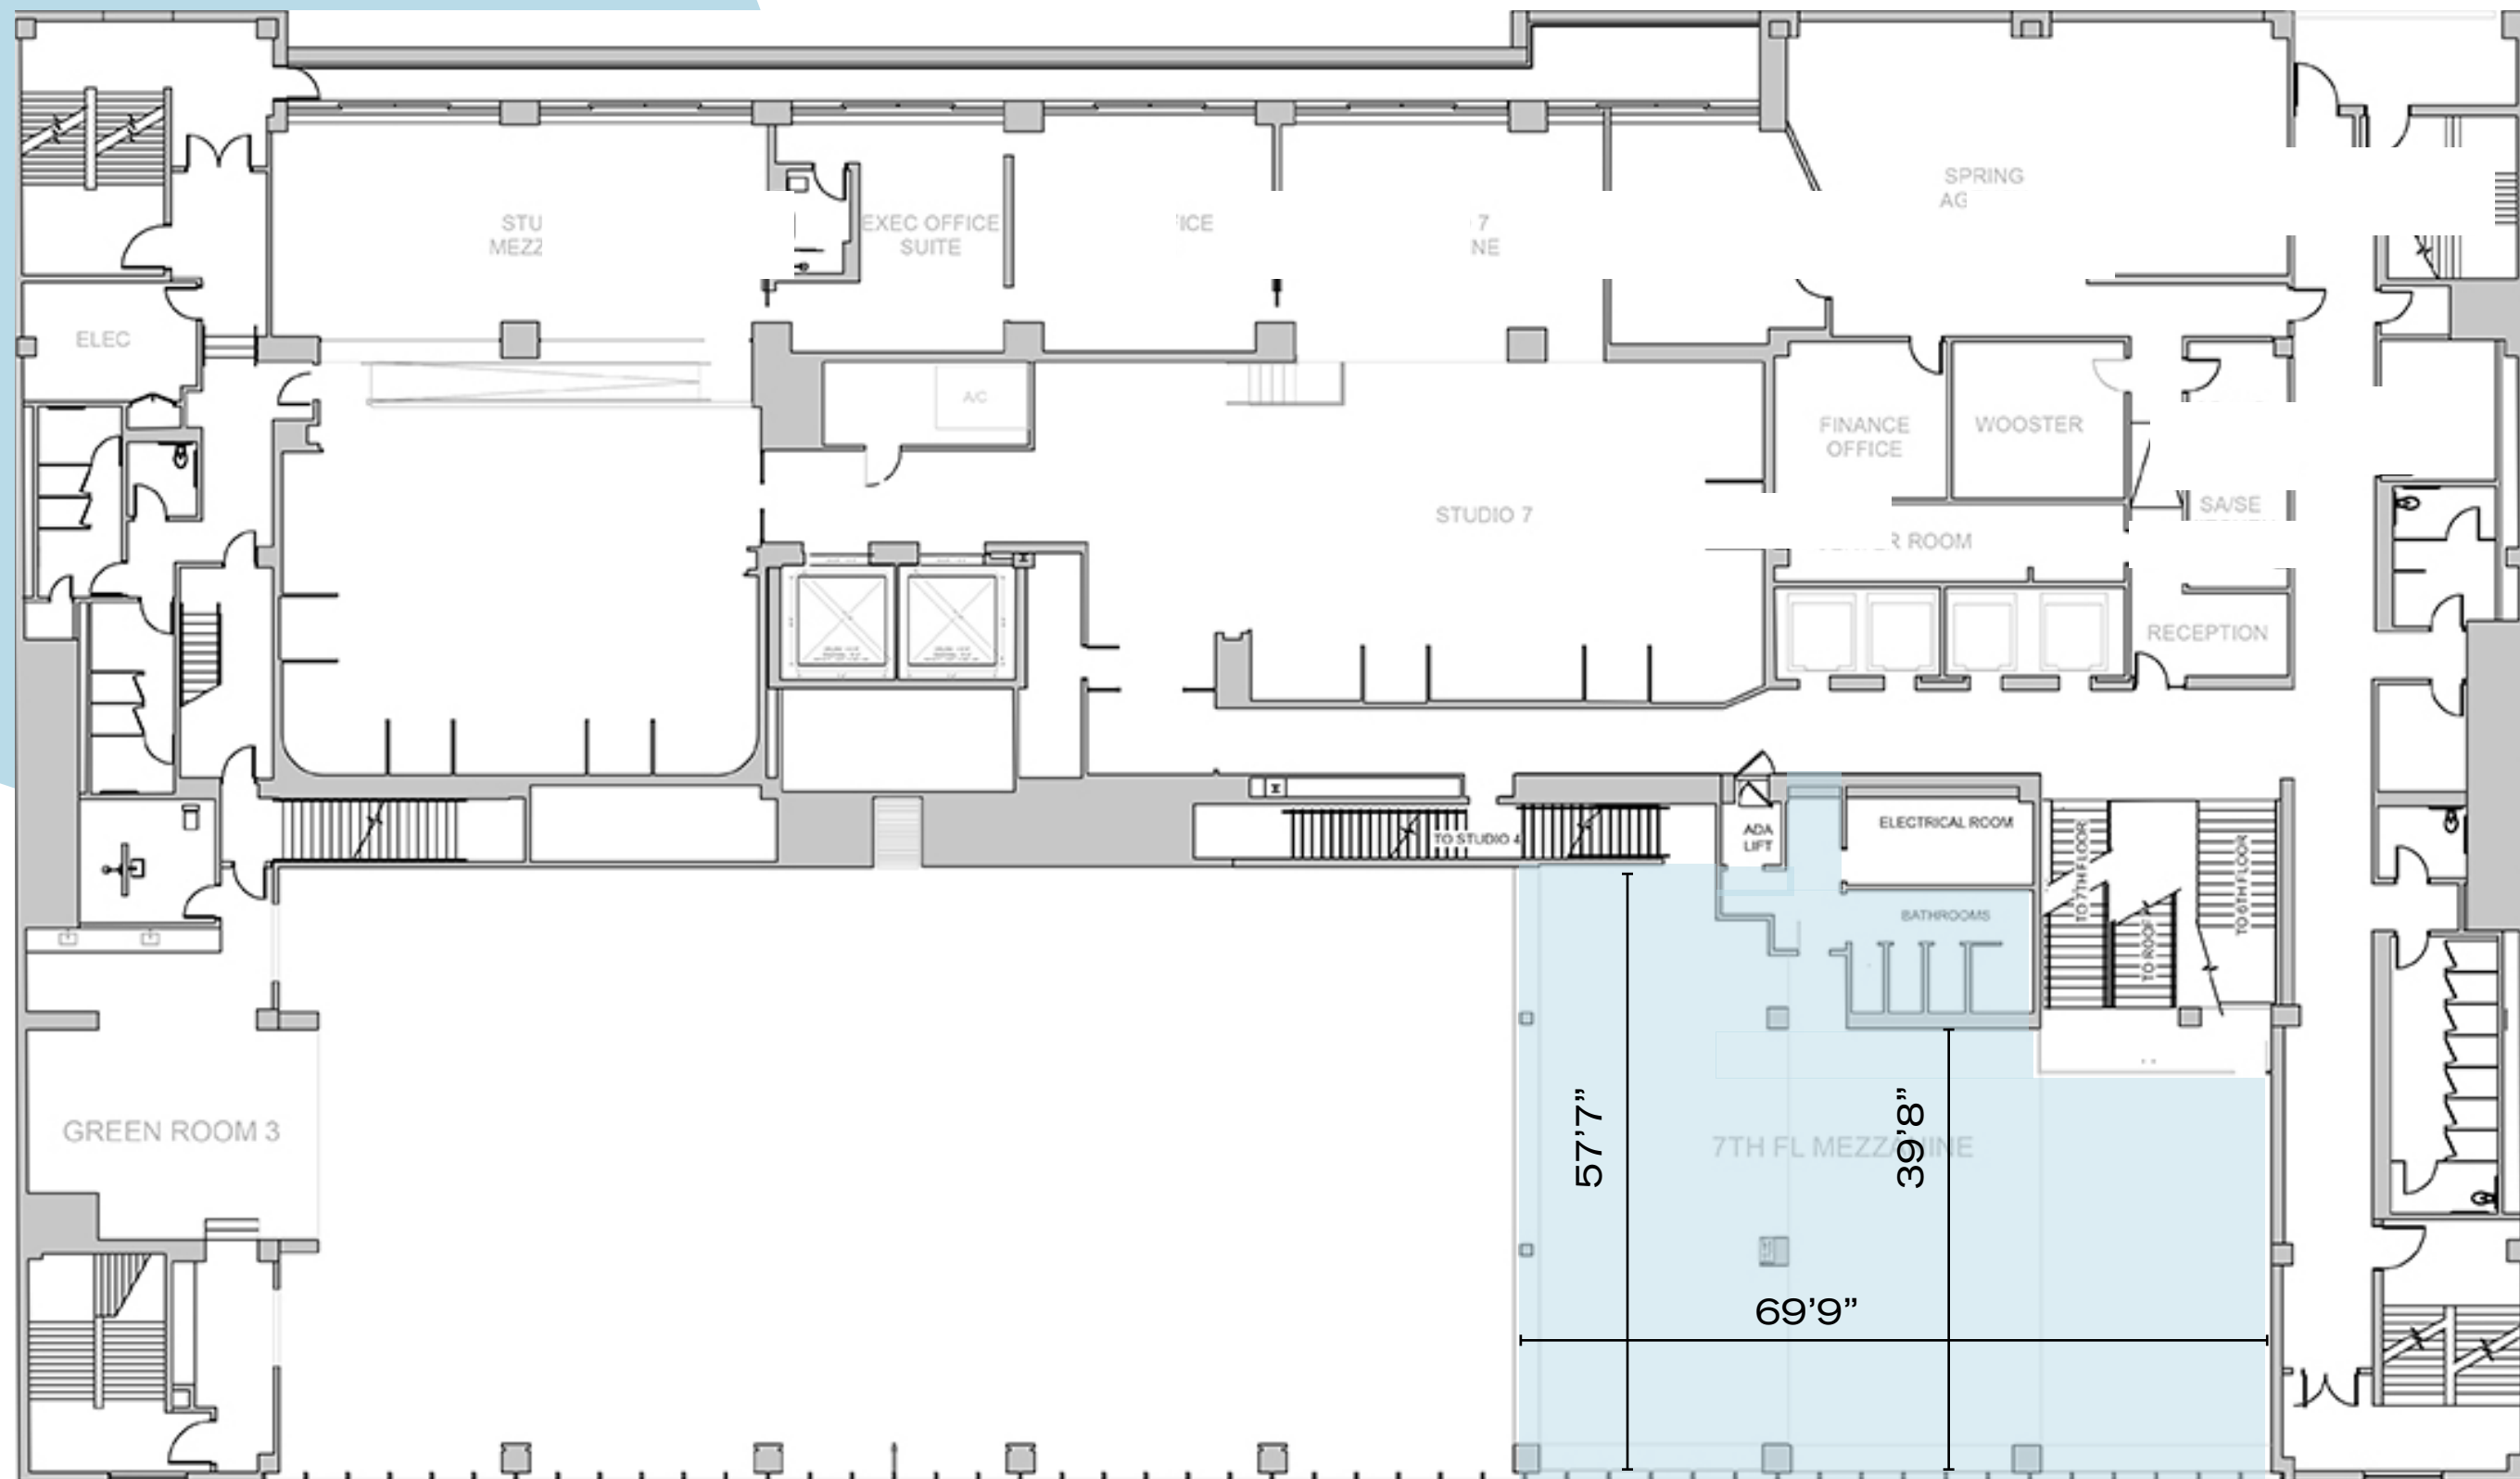 SPRING
AG
STU
MEZZ
EXEC OFFICE
SUITE
ICE
7
NE
ELEC
A/C
FINANCE
OFFICE
WOOSTER
STUDIO 7
SA/SE
R ROOM
RECEPTION
ADA
LIFT
ELECTRICAL ROOM
TO STUDIO 4
TO 7TH FLOOR
TO ROOF
TO 6TH FLOOR
BATHROOMS
GREEN ROOM 3
7TH FL MEZZANINE
57’7”
39’8”
69’9”